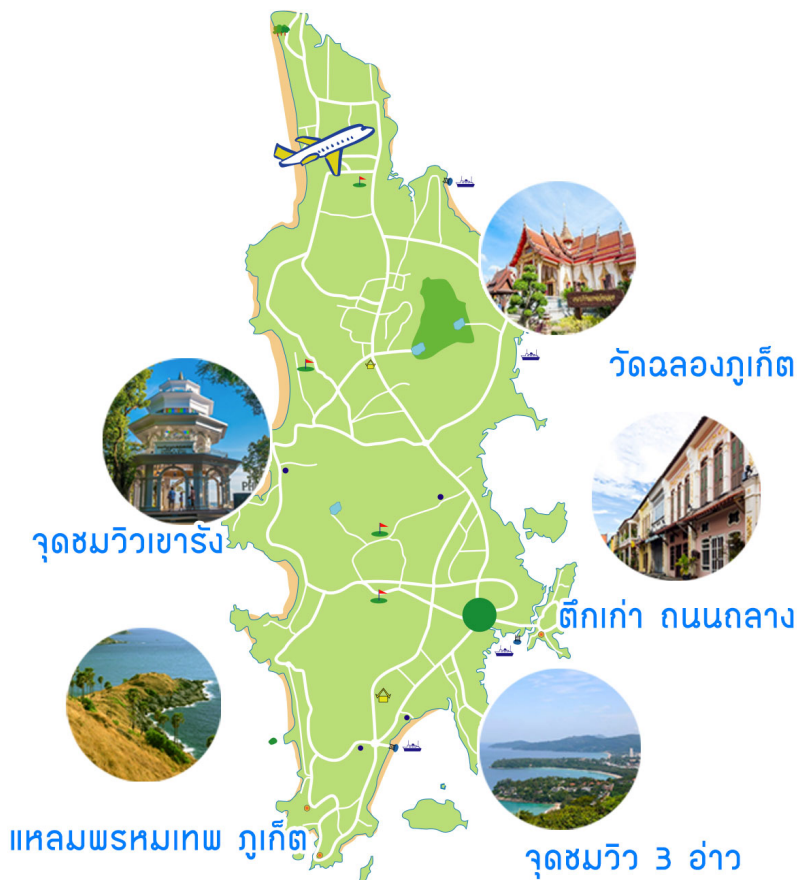 วัดฉลองภูเก็ต
จุดชมวิวเขารัง
ตึกเก่า ถนนถลาง
แหลมพรหมเทพ ภูเก็ต
จุดชมวิว 3 อ่าว